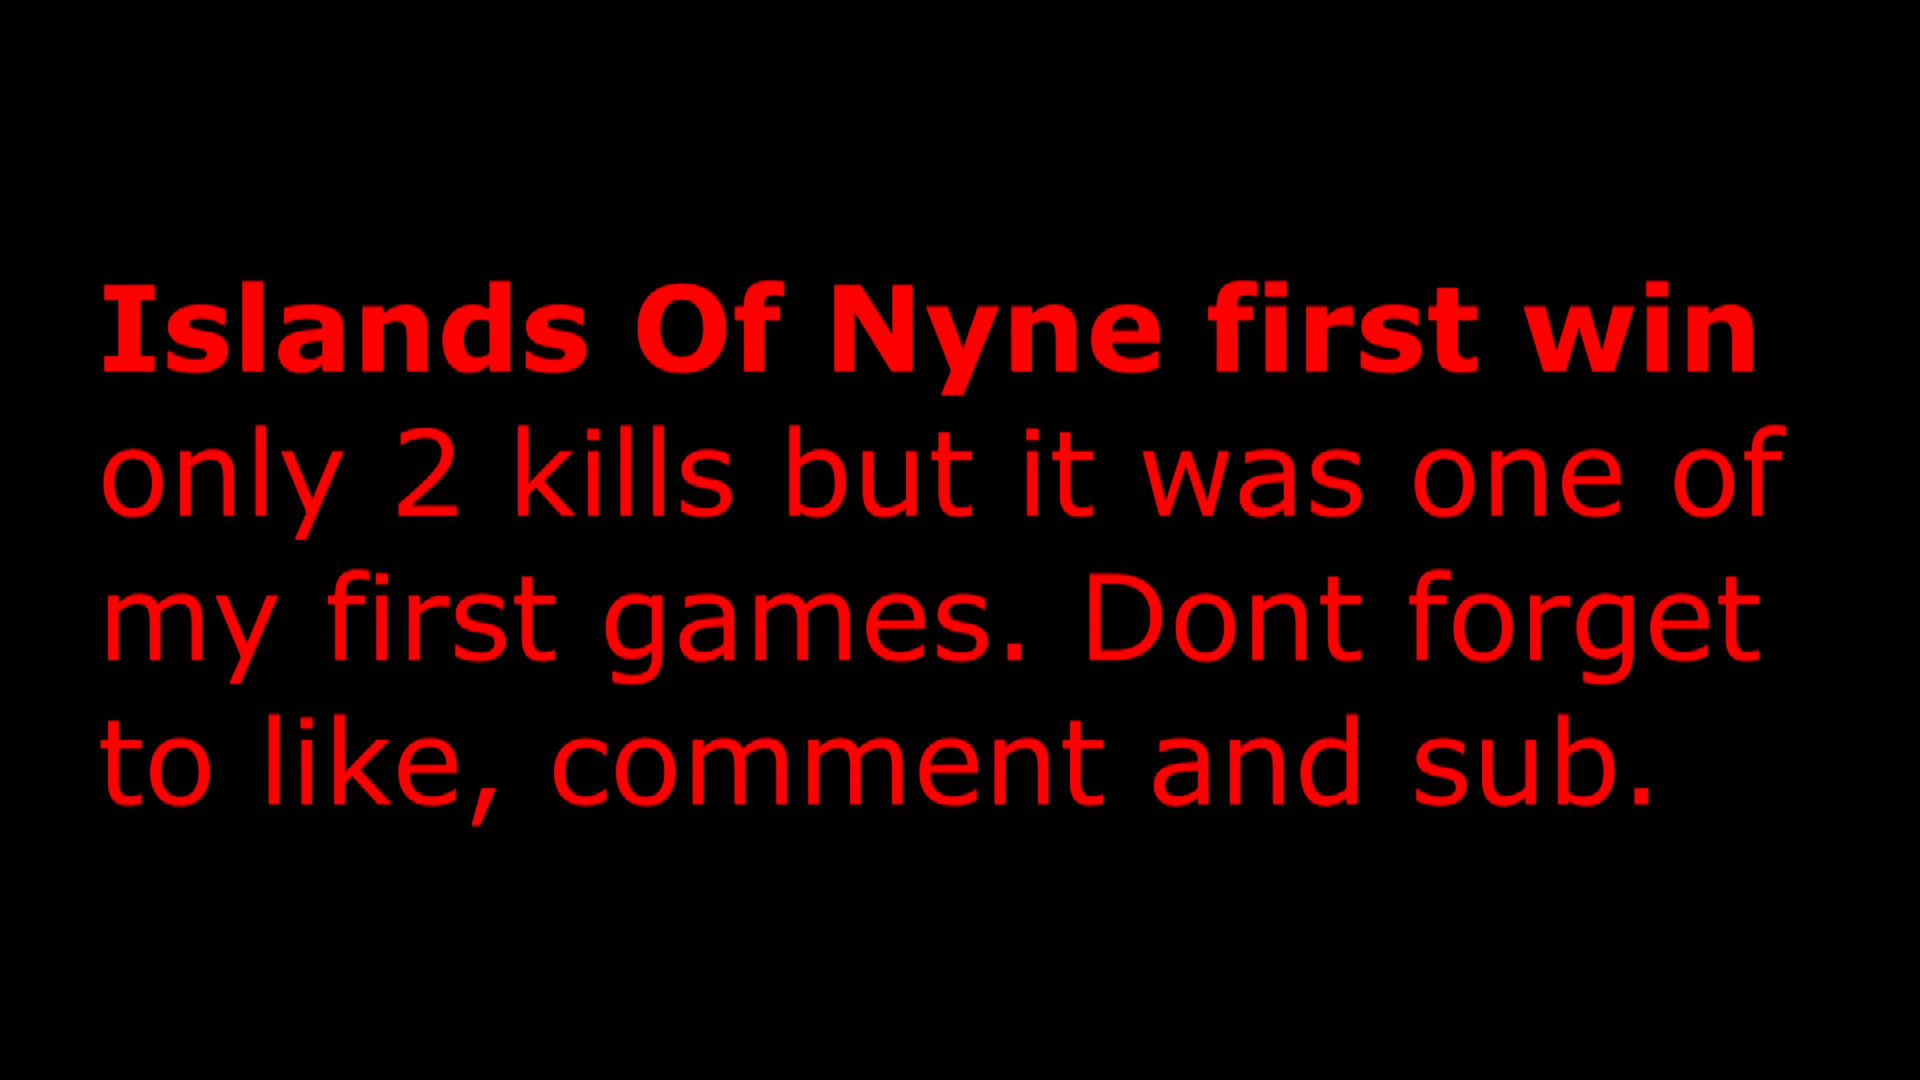 Islands Of Nyne first win
only 2 kills but it was one of
my first games. Dont forget
to like, comment and sub.